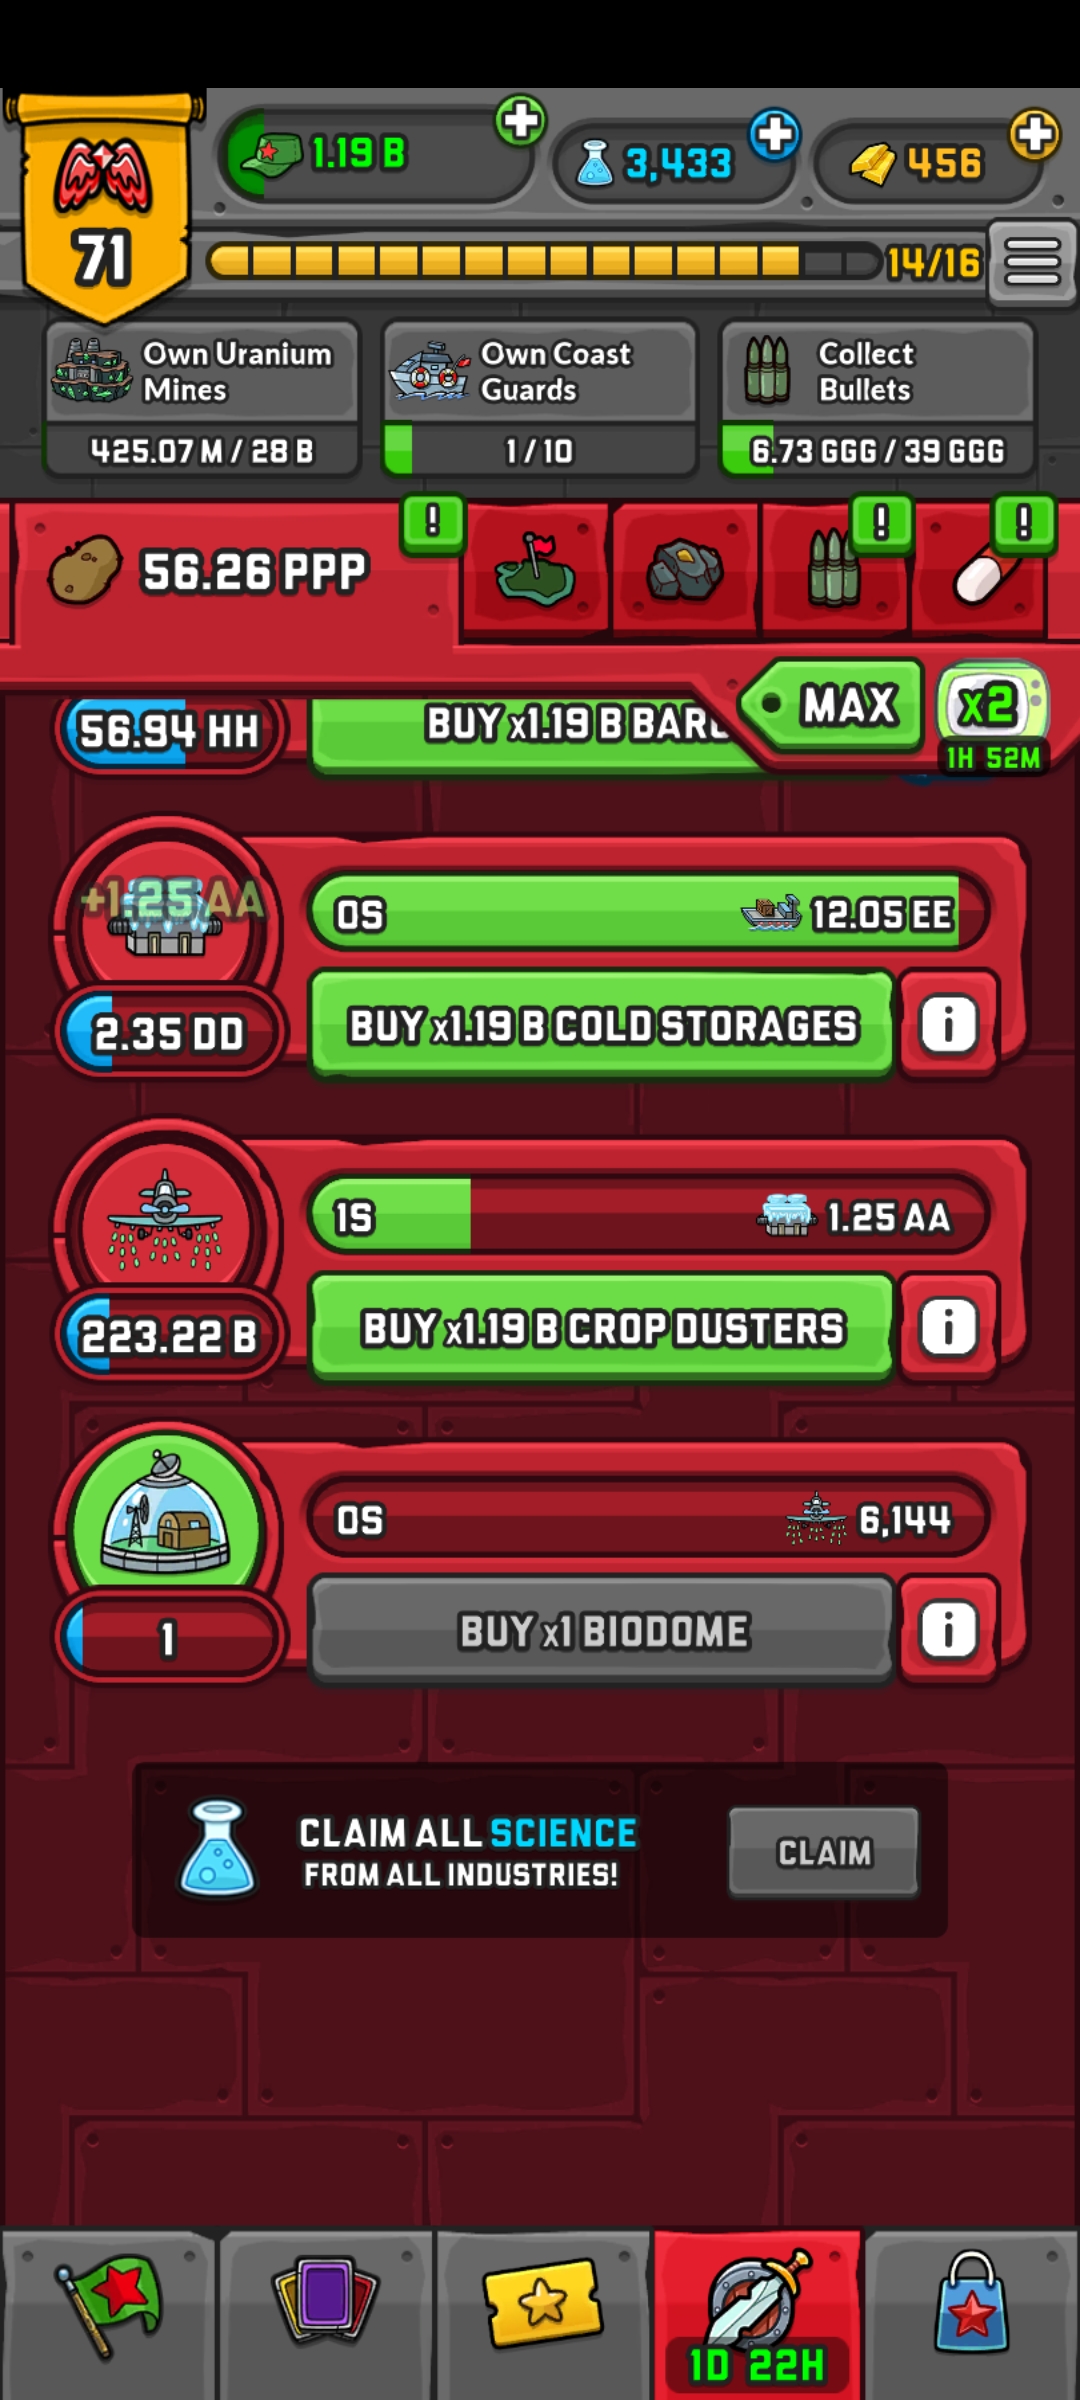 1.19 B
3,433
456
71
14/16
Own Uranium
Mines
425.07 M / 28 B
Own Coast
Guards
1 / 10
Collect
Bullets
6.73 GGG / 39 GGG
!
!
!
56.26 PPP
MAX
x2
1H 52M
56.94 HH
BUY x1.19 B
+1.25 AA
0S
12.05 EE
2.35 DD
BUY x1.19 B COLD STORAGES
i
1S
1.25 AA
223.22 B
BUY x1.19 B CROP DUSTERS
i
0S
6,144
1
BUY x1 BIODOME
i
CLAIM ALL SCIENCE
FROM ALL INDUSTRIES!
CLAIM
1D 22H